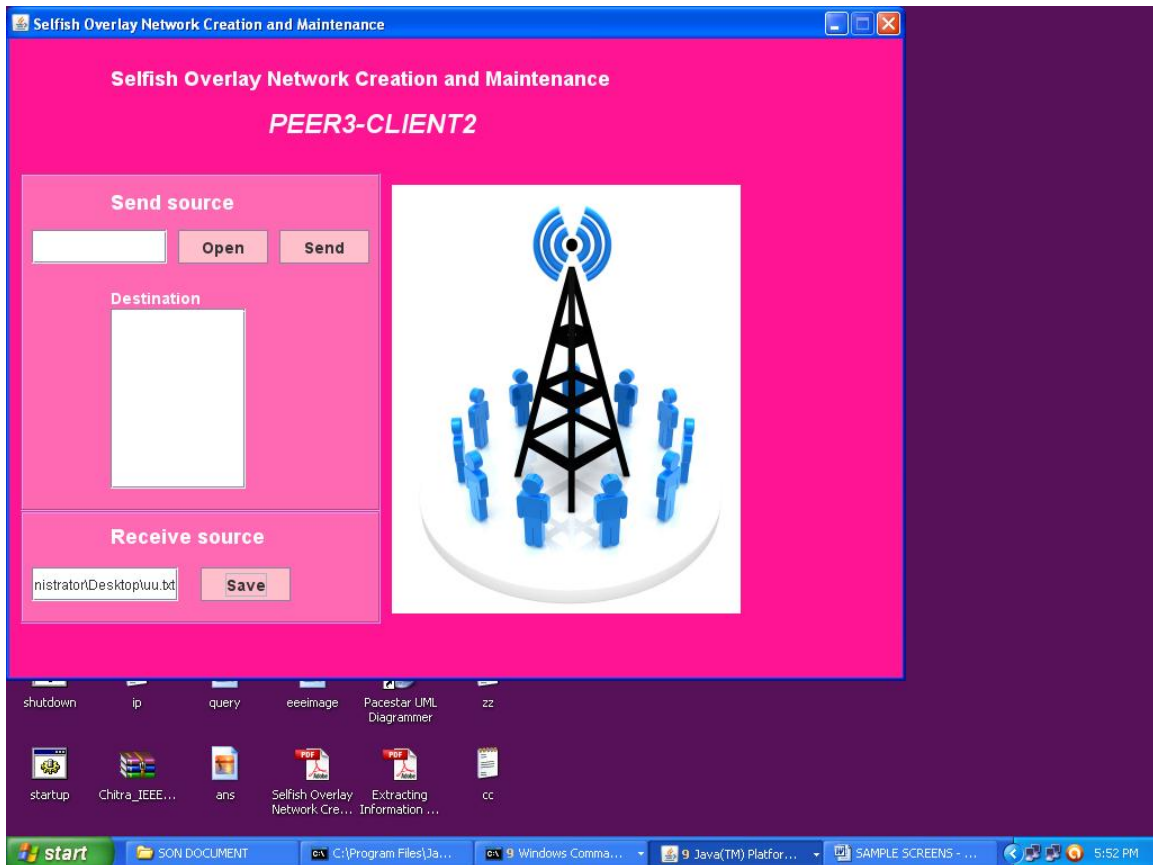 Selfish Overlay Network Creation and Maintenance
Selfish Overlay Network Creation and Maintenance
PEER3-CLIENT2
Send source
Open
Send
Destination
Receive source
nistrator\Desktop\uu.txt
Save
shutdown
ip
query
eeeimage
Pacestar UML
Diagrammer
zz
startup
Chitra_IEEE...
ans
Selfish Overlay
Network Cre...
Extracting
Information ...
cc
start
SON DOCUMENT
C:\Program Files\Ja...
9 Windows Comma...
9 Java(TM) Platfor...
SAMPLE SCREENS - ...
5:52 PM